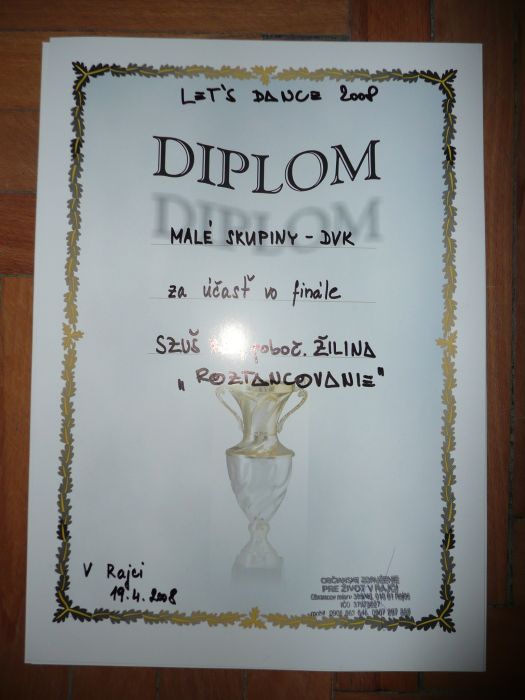 LET'S DANCE 2008
DIPLOM
MALÉ SKUPINY - DVK
za účasť vo finále
SZUŠ poboč. ŽILINA
"ROZTANCOVANIE"
V Rajci
19.4.2008
OBČIANSKE ZDRUŽENIE
PRE ŽIVOT V RAJCI